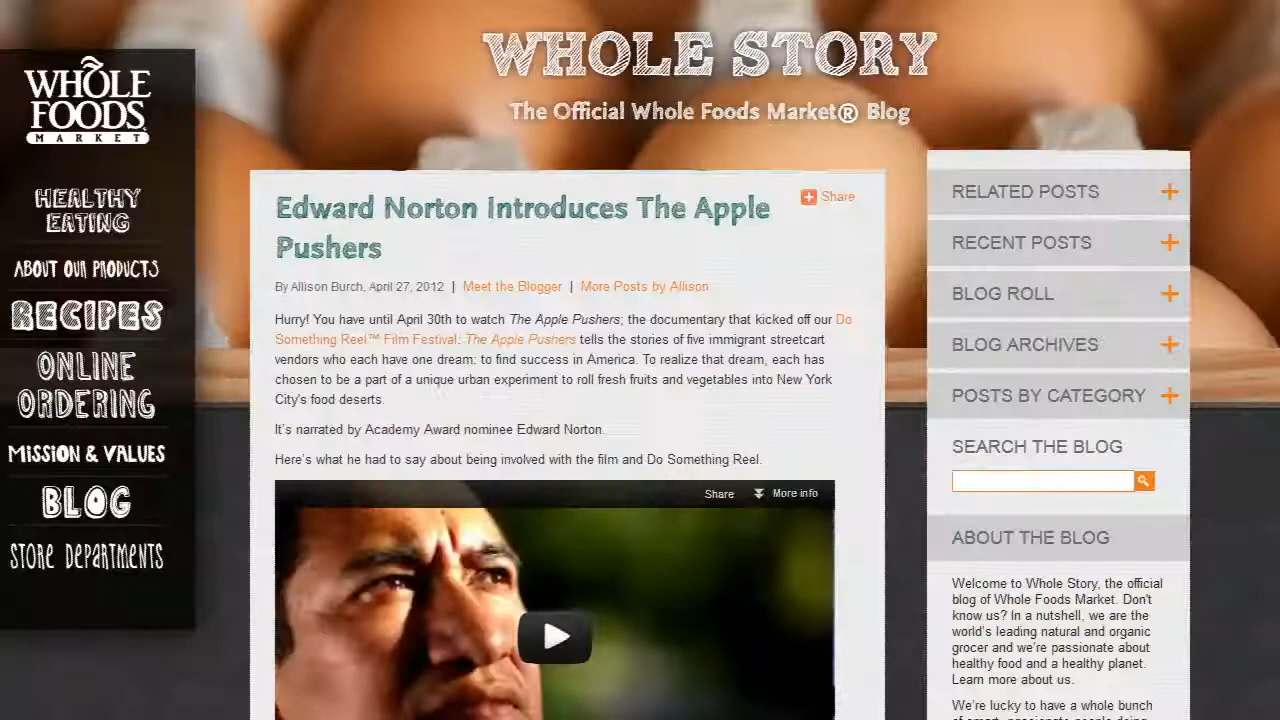 WHOLE STORY
The Official Whole Foods Market® Blog
WHOLE
FOODS
MARKET
HEALTHY
EATING
ABOUT OUR PRODUCTS
RECIPES
ONLINE
ORDERING
MISSION & VALUES
BLOG
STORE DEPARTMENTS
Edward Norton Introduces The Apple
Pushers
Share
By Allison Burch, April 27, 2012 | Meet the Blogger | More Posts by Allison
Hurry! You have until April 30th to watch The Apple Pushers; the documentary that kicked off our Do
Something Reel™ Film Festival. The Apple Pushers tells the stories of five immigrant streetcart
vendors who each have one dream: to find success in America. To realize that dream, each has
chosen to be a part of a unique urban experiment to roll fresh fruits and vegetables into New York
City's food deserts.
It's narrated by Academy Award nominee Edward Norton.
Here's what he had to say about being involved with the film and Do Something Reel.
Share More info
RELATED POSTS +
RECENT POSTS +
BLOG ROLL +
BLOG ARCHIVES +
POSTS BY CATEGORY +
SEARCH THE BLOG
ABOUT THE BLOG
Welcome to Whole Story, the official
blog of Whole Foods Market. Don't
know us? In a nutshell, we are the
world's leading natural and organic
grocer and we're passionate about
healthy food and a healthy planet.
Learn more about us.
We're lucky to have a whole bunch